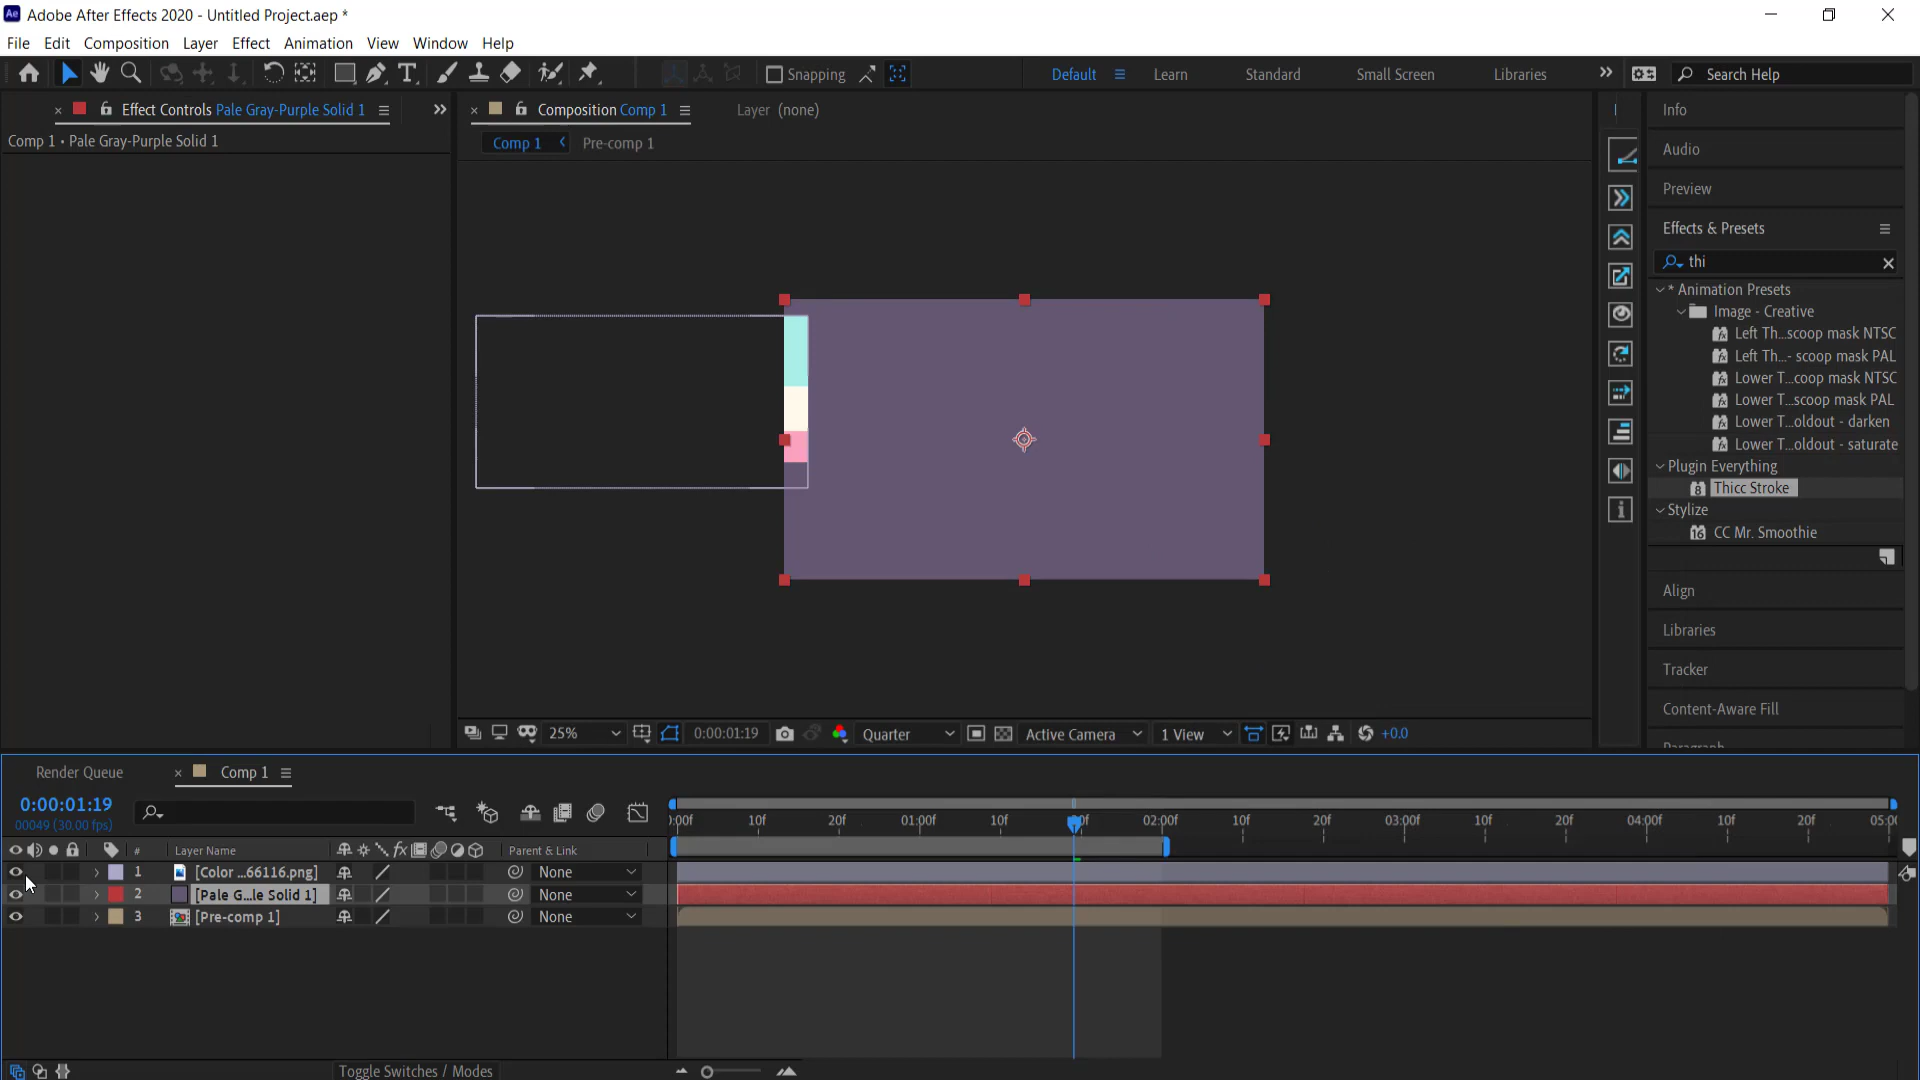 Adobe After Effects 2020 - Untitled Project.aep *
File Edit Composition Layer Effect Animation View Window Help
Snapping Default Learn Standard Small Screen Libraries Search Help
Effect Controls Pale Gray-Purple Solid 1
Composition Comp 1 Layer (none)
Comp 1 • Pale Gray-Purple Solid 1
Comp 1 Pre-comp 1
Info
Audio
Preview
Effects & Presets
thi
* Animation Presets
Image - Creative
Left Th...scoop mask NTSC
Left Th...- scoop mask PAL
Lower T...coop mask NTSC
Lower T...scoop mask PAL
Lower T...oldout - darken
Lower T...oldout - saturate
Plugin Everything
Thicc Stroke
Stylize
CC Mr. Smoothie
Align
Libraries
Tracker
Content-Aware Fill
25% 0:00:01:19 Quarter Active Camera 1 View +0.0
Render Queue Comp 1
0:00:01:19
00049 (30.00 fps)
:00f 10f 20f 01:00f 10f 02:00f 10f 20f 03:00f 10f 20f 04:00f 10f 20f 05:00
# Layer Name Parent & Link
1 [Color ...66116.png] None
2 [Pale G...le Solid 1] None
3 [Pre-comp 1] None
Toggle Switches / Modes